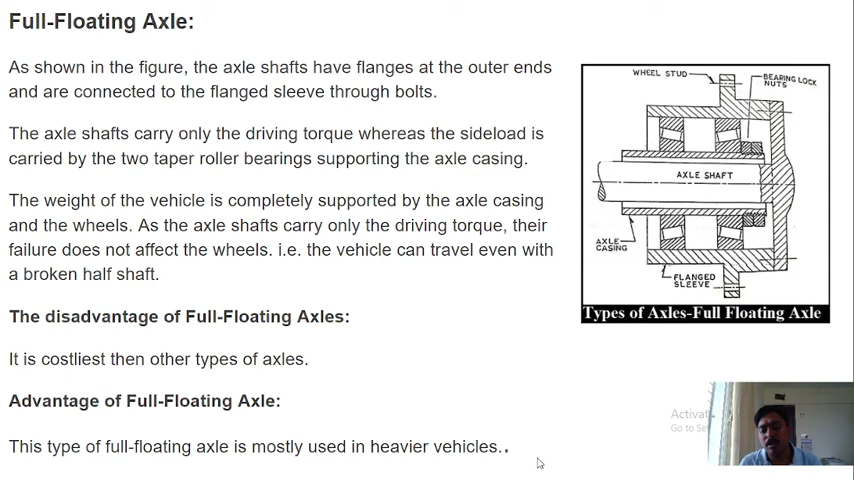 Full-Floating Axle:
As shown in the figure, the axle shafts have flanges at the outer ends
and are connected to the flanged sleeve through bolts.
The axle shafts carry only the driving torque whereas the sideload is
carried by the two taper roller bearings supporting the axle casing.
The weight of the vehicle is completely supported by the axle casing
and the wheels. As the axle shafts carry only the driving torque, their
failure does not affect the wheels. i.e. the vehicle can travel even with
a broken half shaft.
The disadvantage of Full-Floating Axles:
It is costliest then other types of axles.
Advantage of Full-Floating Axle:
This type of full-floating axle is mostly used in heavier vehicles..
WHEEL STUD
BEARING LOCK
NUTS
AXLE SHAFT
AXLE
CASING
FLANGED
SLEEVE
Types of Axles-Full Floating Axle
Activat
Go to Se